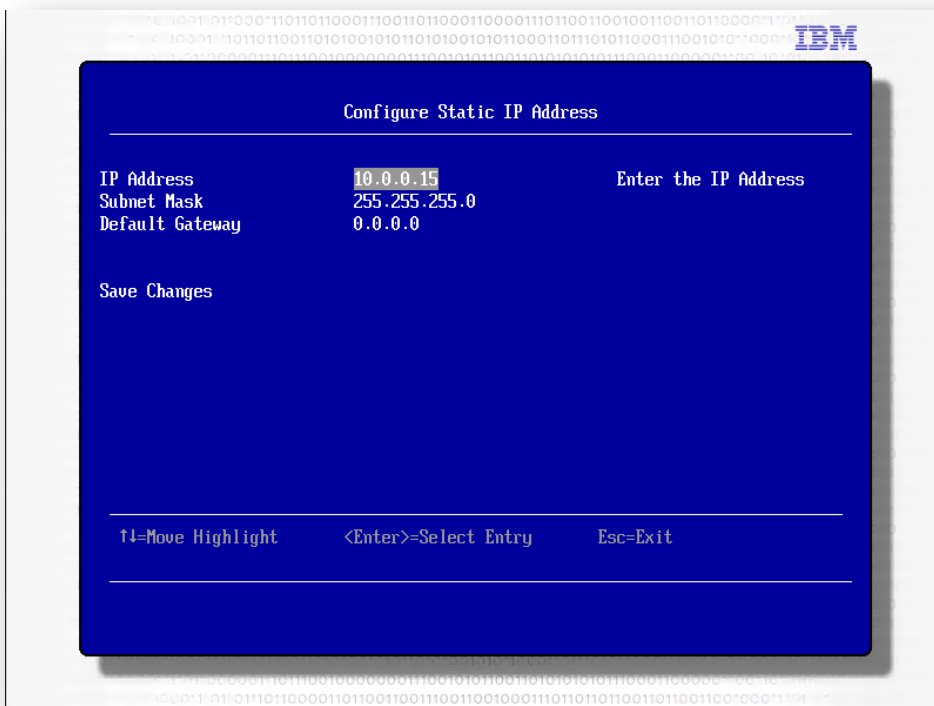 IBM
Configure Static IP Address
IP Address 10.0.0.15 Enter the IP Address
Subnet Mask 255.255.255.0
Default Gateway 0.0.0.0
Save Changes
↑↓=Move Highlight <Enter>=Select Entry Esc=Exit